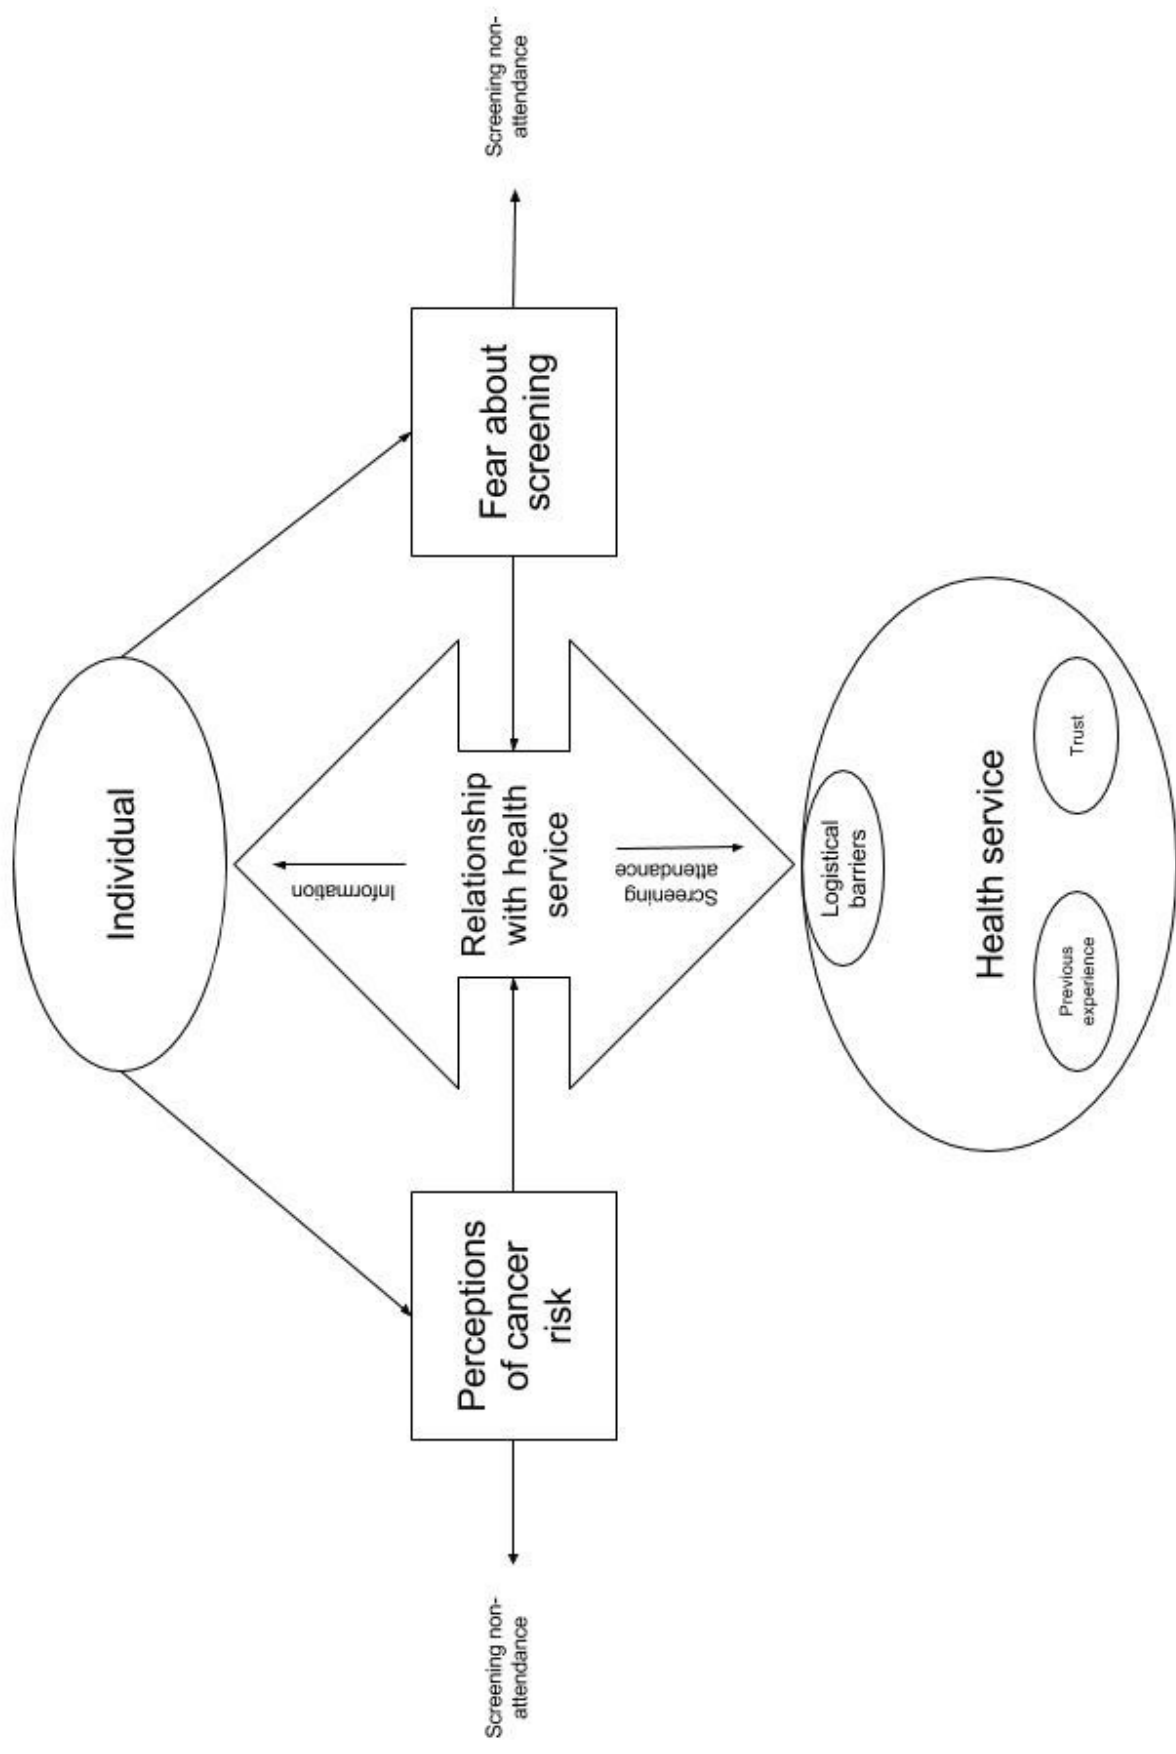 Individual
Information
Screening non-
attendance
Perceptions
of cancer
risk
Relationship
with health
service
Fear about
screening
Screening non-
attendance
Screening
attendance
Logistical
barriers
Health service
Previous
experience
Trust